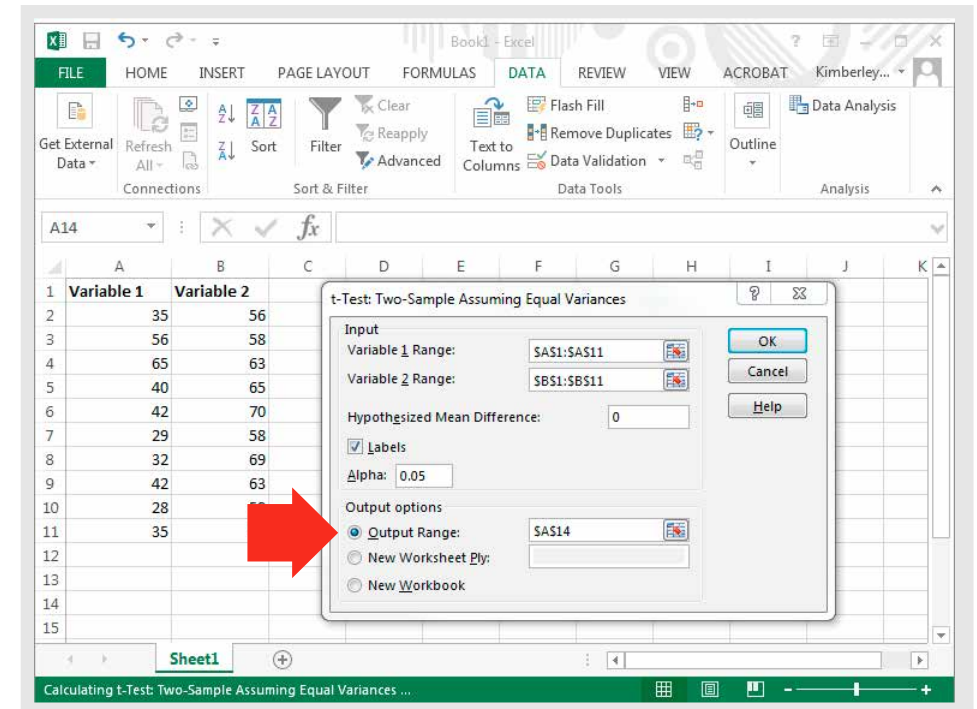 Book1 - Excel
FILE HOME INSERT PAGE LAYOUT FORMULAS DATA REVIEW VIEW ACROBAT Kimberley...
Get External Data
Refresh All
Connections
A Z Z A
Sort
Filter
Clear
Reapply
Advanced
Sort & Filter
Text to Columns
Flash Fill
Remove Duplicates
Data Validation
Data Tools
Outline
Data Analysis
Analysis
A14
fx
A B C D E F G H I J K
1 Variable 1 Variable 2
2 35 56
3 56 58
4 65 63
5 40 65
6 42 70
7 29 58
8 32 69
9 42 63
10 28
11 35
12
13
14
15
t-Test: Two-Sample Assuming Equal Variances
Input
Variable 1 Range: $A$1:$A$11
Variable 2 Range: $B$1:$B$11
Hypothesized Mean Difference: 0
Labels
Alpha: 0.05
Output options
Output Range: $A$14
New Worksheet Ply:
New Workbook
OK
Cancel
Help
Sheet1
Calculating t-Test: Two-Sample Assuming Equal Variances ...